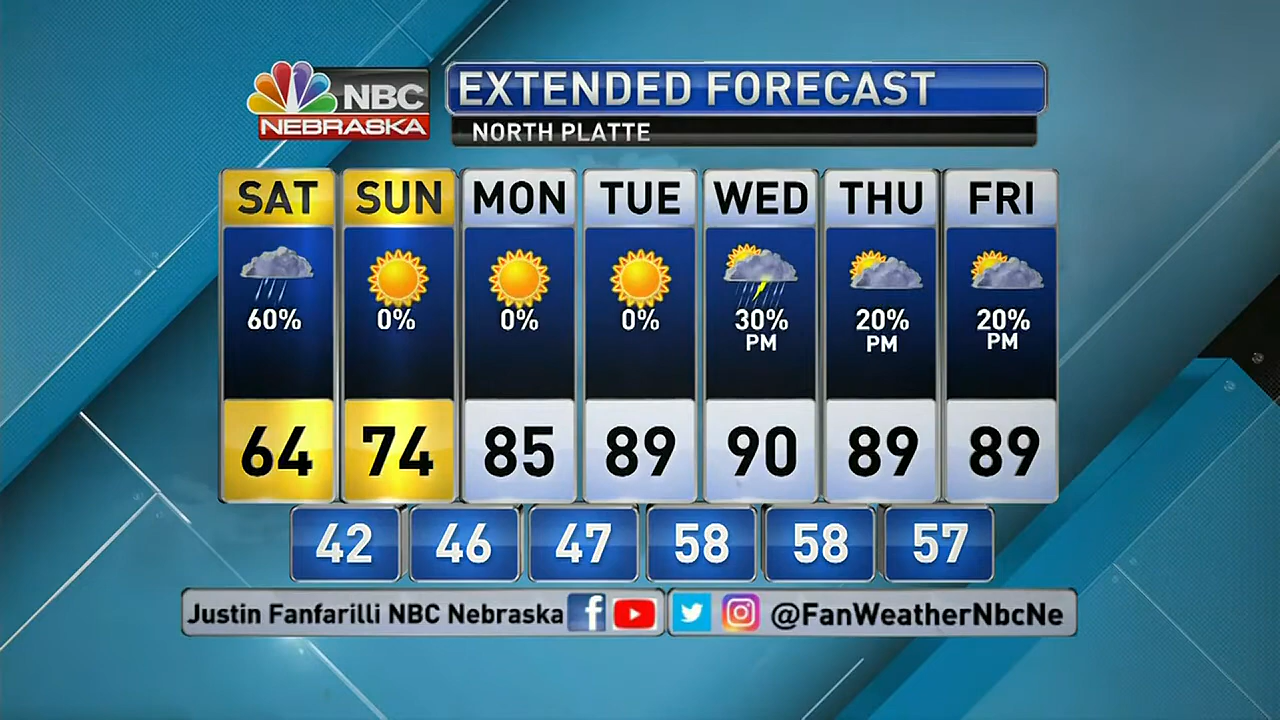 NBC
NEBRASKA
EXTENDED FORECAST
NORTH PLATTE
SAT SUN MON TUE WED THU FRI
60% 0% 0% 0% 30% 20% 20%
PM PM PM
64 74 85 89 90 89 89
42 46 47 58 58 57
Justin Fanfarilli NBC Nebraska f @FanWeatherNbcNe